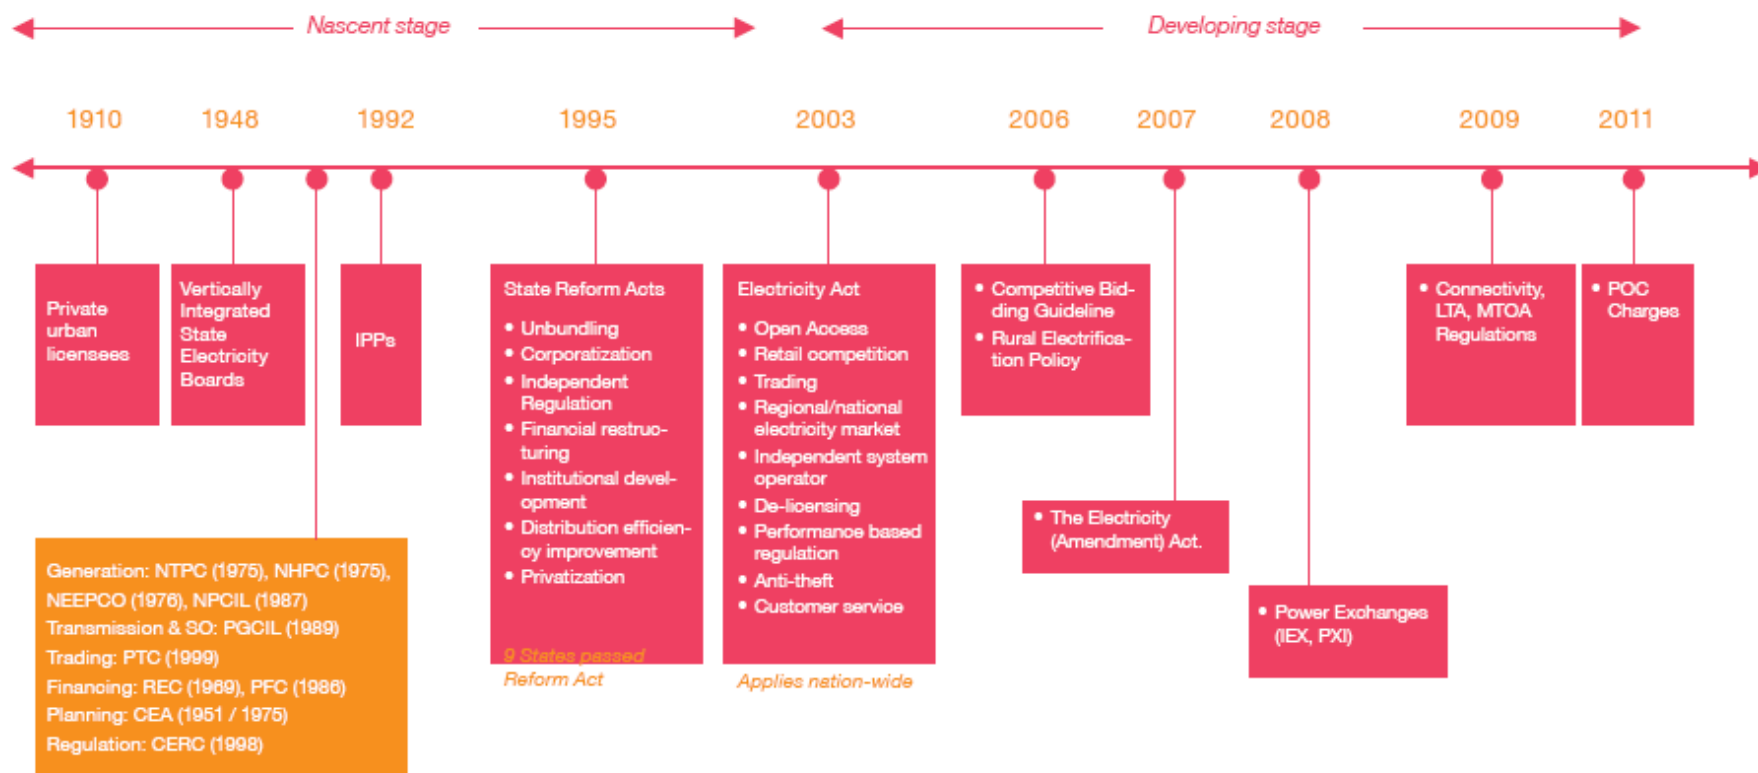 Nascent stage
Developing stage
1910
1948
1992
1995
2003
2006
2007
2008
2009
2011
Private
urban
licensees
Vertically
Integrated
State
Electricity
Boards
IPPs
State Reform Acts
• Unbundling
• Corporatization
• Independent
Regulation
• Financial restruc-
turing
• Institutional devel-
opment
• Distribution efficien-
cy improvement
• Privatization
9 States passed
Reform Act
Electricity Act
• Open Access
• Retail competition
• Trading
• Regional/national
electricity market
• Independent system
operator
• De-licensing
• Performance based
regulation
• Anti-theft
• Customer service
Applies nation-wide
• Competitive Bid-
ding Guideline
• Rural Electrifica-
tion Policy
• The Electricity
(Amendment) Act.
• Power Exchanges
(IEX, PXI)
• Connectivity,
LTA, MTOA
Regulations
• POC
Charges
Generation: NTPC (1975), NHPC (1975),
NEEPCO (1976), NPCIL (1987)
Transmission & SO: PGCIL (1989)
Trading: PTC (1999)
Financing: REC (1969), PFC (1986)
Planning: CEA (1951 / 1975)
Regulation: CERC (1998)